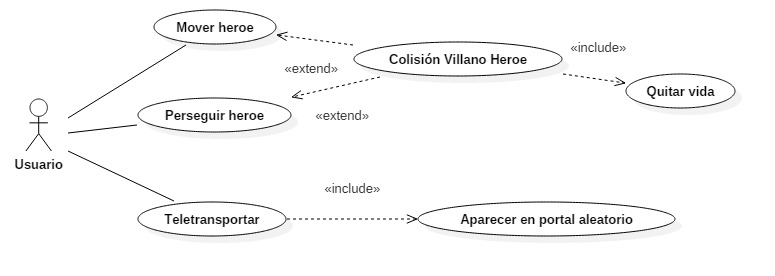 Mover heroe
«include»
Colisión Villano Heroe
«extend»
Quitar vida
Perseguir heroe
«extend»
Usuario
«include»
Teletransportar
Aparecer en portal aleatorio